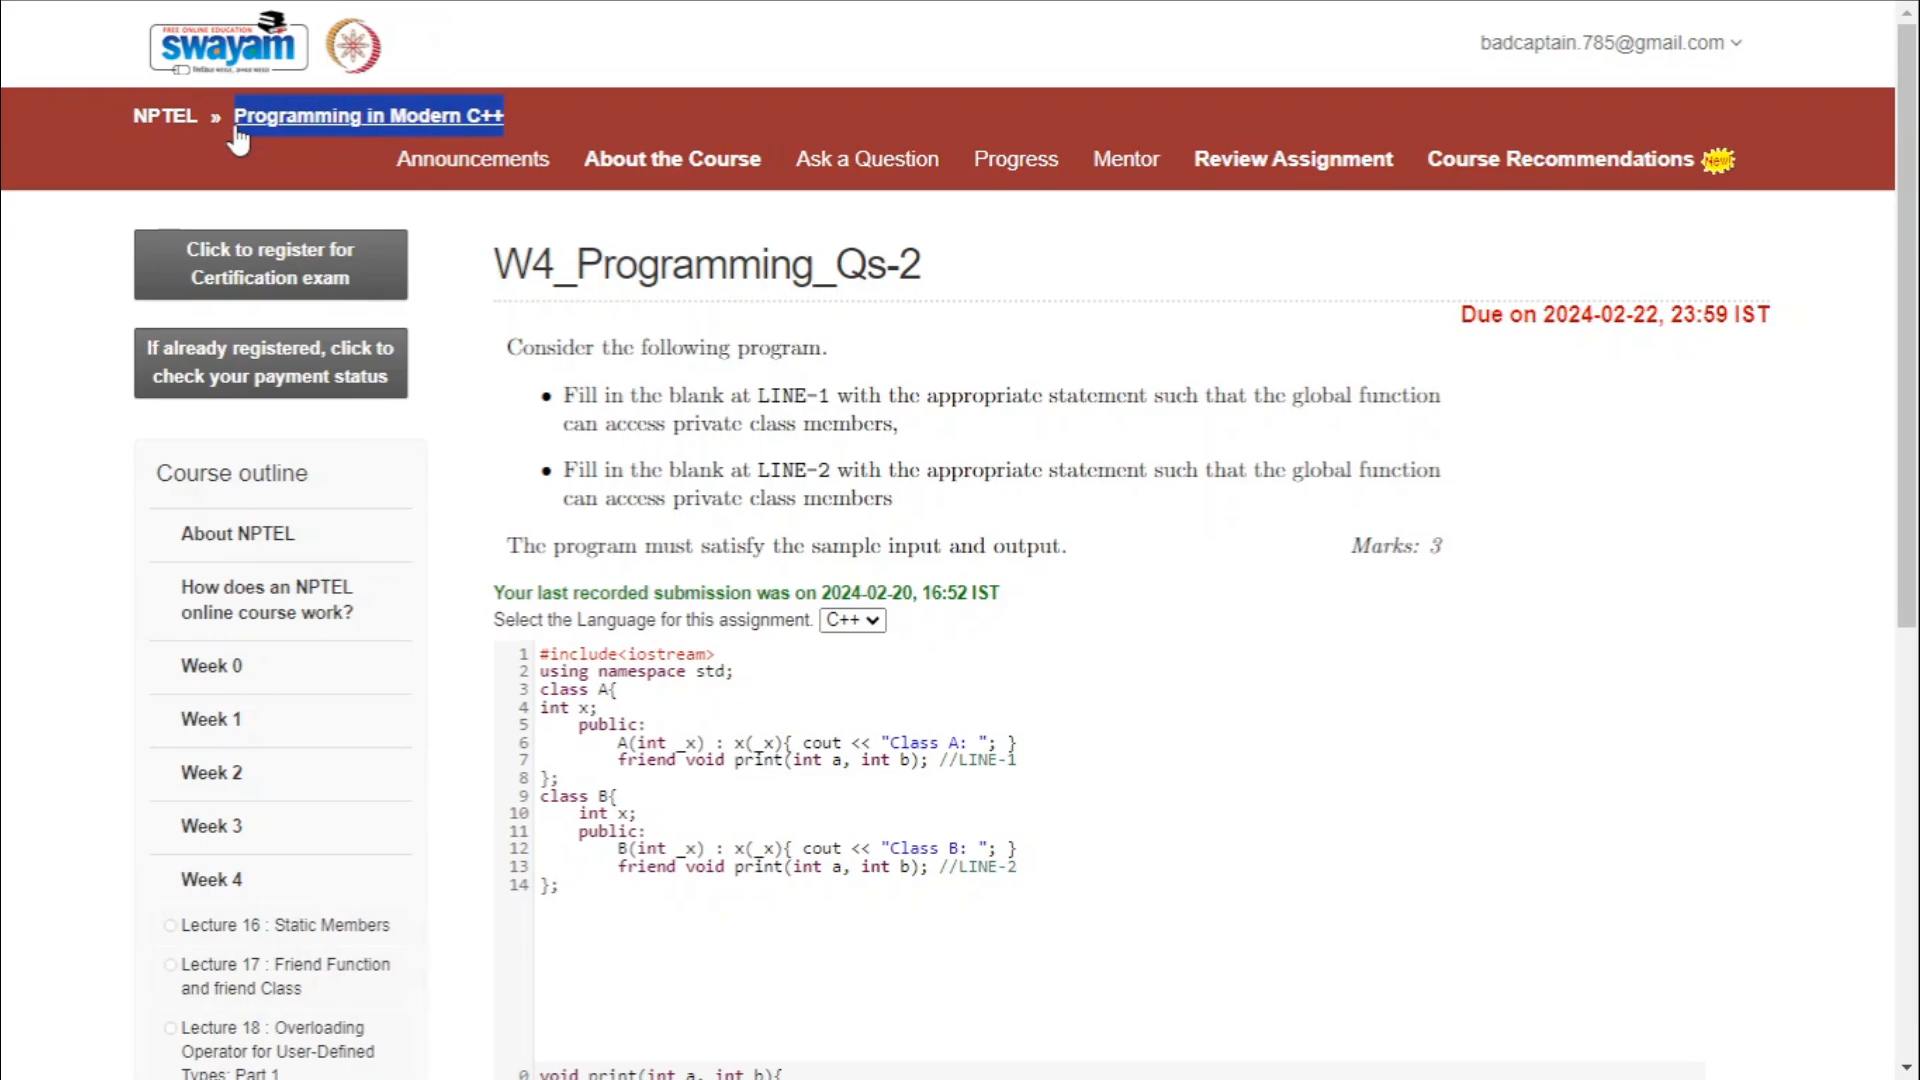 FREE ONLINE EDUCATION
swayam
badcaptain.785@gmail.com
NPTEL » Programming in Modern C++
Announcements About the Course Ask a Question Progress Mentor Review Assignment Course Recommendations New!
Click to register for
Certification exam
If already registered, click to
check your payment status
Course outline
About NPTEL
How does an NPTEL
online course work?
Week 0
Week 1
Week 2
Week 3
Week 4
Lecture 16 : Static Members
Lecture 17 : Friend Function
and friend Class
Lecture 18 : Overloading
Operator for User-Defined
Types: Part 1
W4_Programming_Qs-2
Due on 2024-02-22, 23:59 IST
Consider the following program.
• Fill in the blank at LINE-1 with the appropriate statement such that the global function
can access private class members,
• Fill in the blank at LINE-2 with the appropriate statement such that the global function
can access private class members
The program must satisfy the sample input and output. Marks: 3
Your last recorded submission was on 2024-02-20, 16:52 IST
Select the Language for this assignment. C++
1 #include<iostream>
2 using namespace std;
3 class A{
4 int x;
5 public:
6 A(int _x) : x(_x){ cout << "Class A: "; }
7 friend void print(int a, int b); //LINE-1
8 };
9 class B{
10 int x;
11 public:
12 B(int _x) : x(_x){ cout << "Class B: "; }
13 friend void print(int a, int b); //LINE-2
14 };
0 void print(int a, int b){